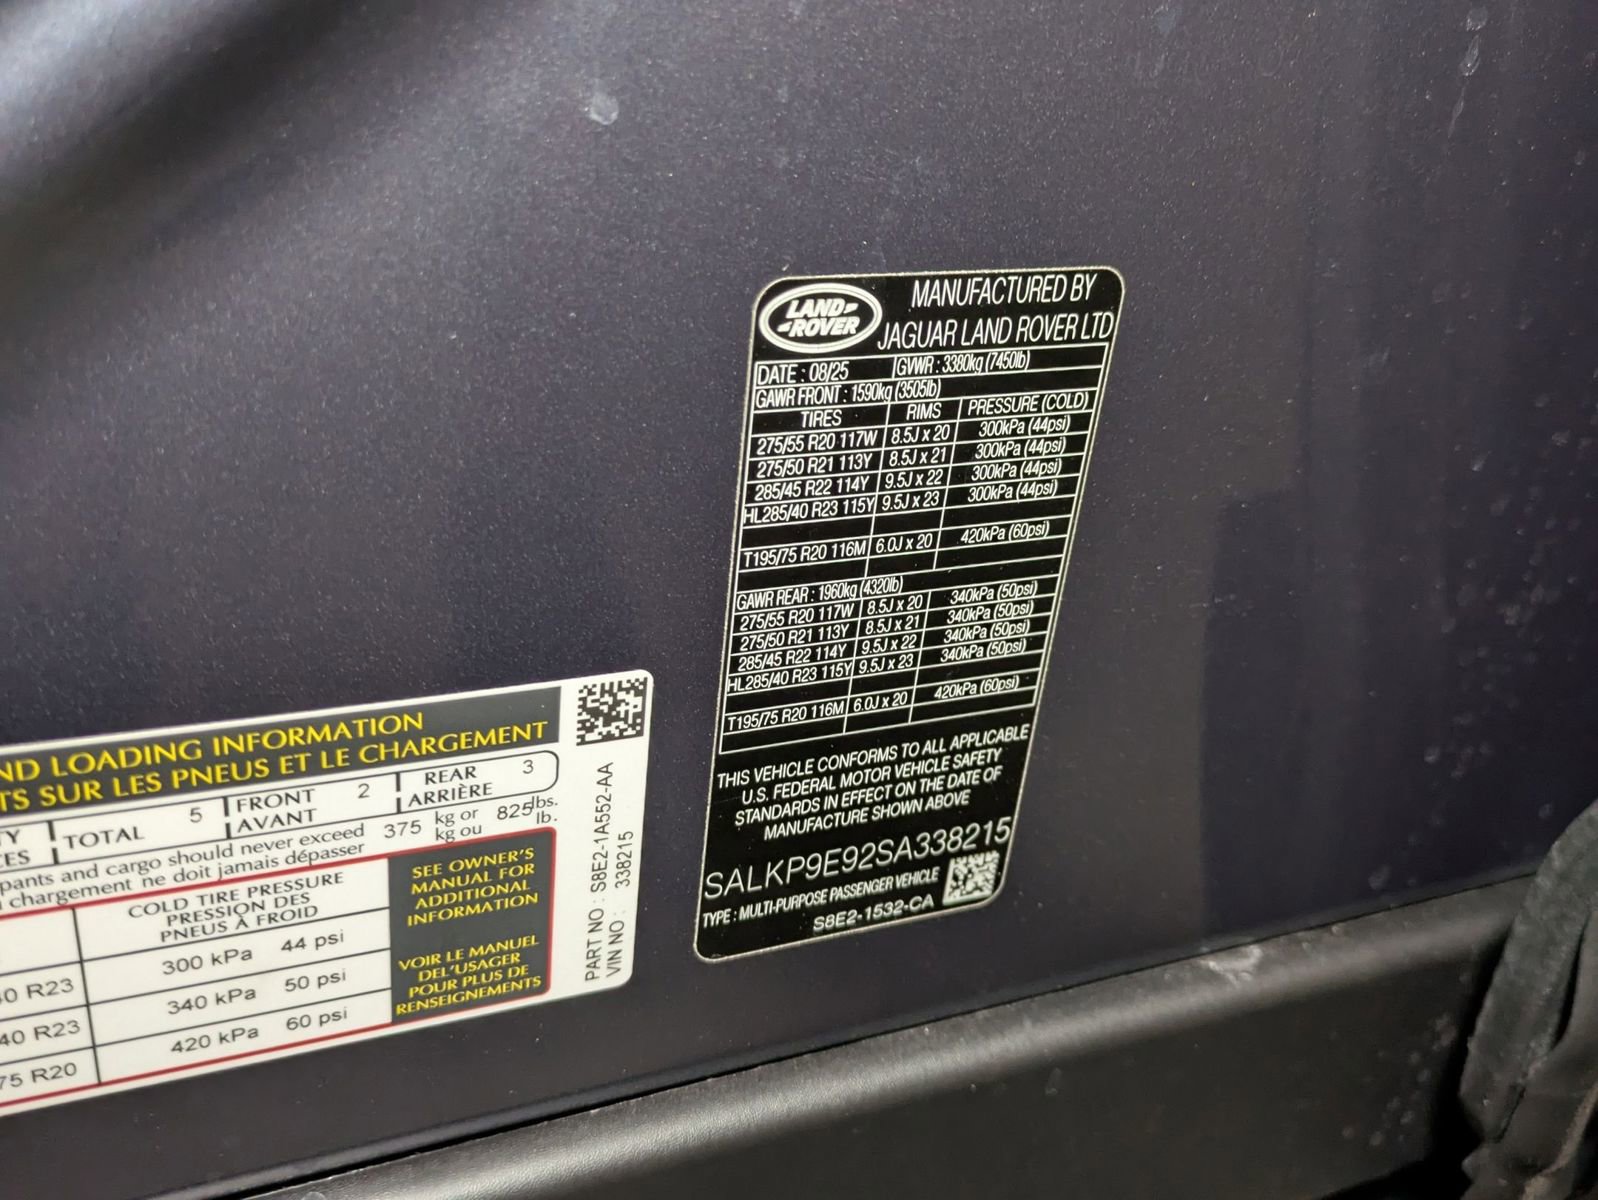 LAND-
-ROVER
MANUFACTURED BY
JAGUAR LAND ROVER LTD
DATE : 08/25 GVWR : 3380kg (7450lb)
GAWR FRONT : 1590kg (3505lb)
TIRES RIMS PRESSURE (COLD)
275/55 R20 117W 8.5J x 20 300kPa (44psi)
275/50 R21 113Y 8.5J x 21 300kPa (44psi)
285/45 R22 114Y 9.5J x 22 300kPa (44psi)
HL285/40 R23 115Y 9.5J x 23 300kPa (44psi)
T195/75 R20 116M 6.0J x 20 420kPa (60psi)
GAWR REAR : 1960kg (4320lb)
275/55 R20 117W 8.5J x 20 340kPa (50psi)
275/50 R21 113Y 8.5J x 21 340kPa (50psi)
285/45 R22 114Y 9.5J x 22 340kPa (50psi)
HL285/40 R23 115Y 9.5J x 23 340kPa (50psi)
T195/75 R20 116M 6.0J x 20 420kPa (60psi)
THIS VEHICLE CONFORMS TO ALL APPLICABLE
U.S. FEDERAL MOTOR VEHICLE SAFETY
STANDARDS IN EFFECT ON THE DATE OF
MANUFACTURE SHOWN ABOVE
SALKP9E92SA338215
TYPE : MULTI-PURPOSE PASSENGER VEHICLE
S8E2-1532-CA
ND LOADING INFORMATION
TS SUR LES PNEUS ET LE CHARGEMENT
TY TOTAL 5 FRONT 2 REAR 3
CES AVANT ARRIÈRE
pants and cargo should never exceed 375 kg or 825 lbs.
chargement ne doit jamais dépasser kg ou lb.
COLD TIRE PRESSURE
PRESSION DES
PNEUS À FROID
0 R23 300 kPa 44 psi
40 R23 340 kPa 50 psi
75 R20 420 kPa 60 psi
SEE OWNER'S
MANUAL FOR
ADDITIONAL
INFORMATION
VOIR LE MANUEL
DEL'USAGER
POUR PLUS DE
RENSEIGNEMENTS
PART NO : S8E2-1A552-AA
VIN NO : 338215